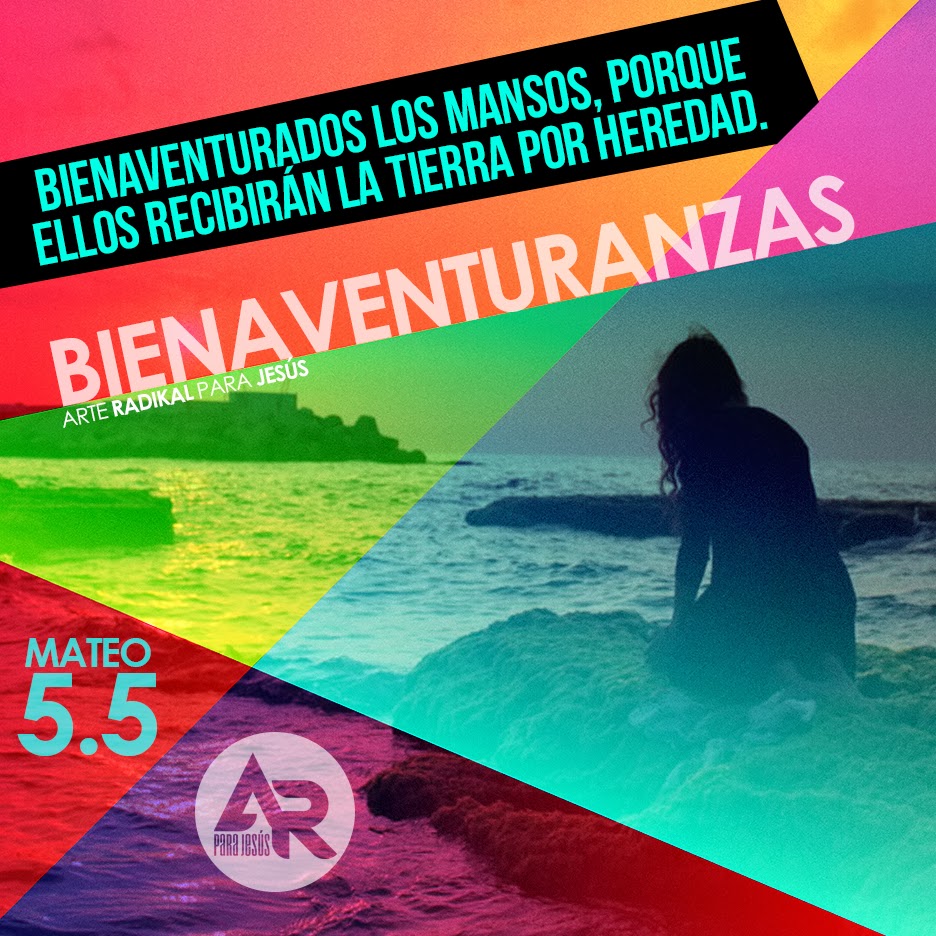 BIENAVENTURADOS LOS MANSOS, PORQUE
ELLOS RECIBIRÁN LA TIERRA POR HEREDAD.
BIENAVENTURANZAS
ARTE RADIKAL PARA JESÚS
MATEO
5.5
AR
PARA JESÚS